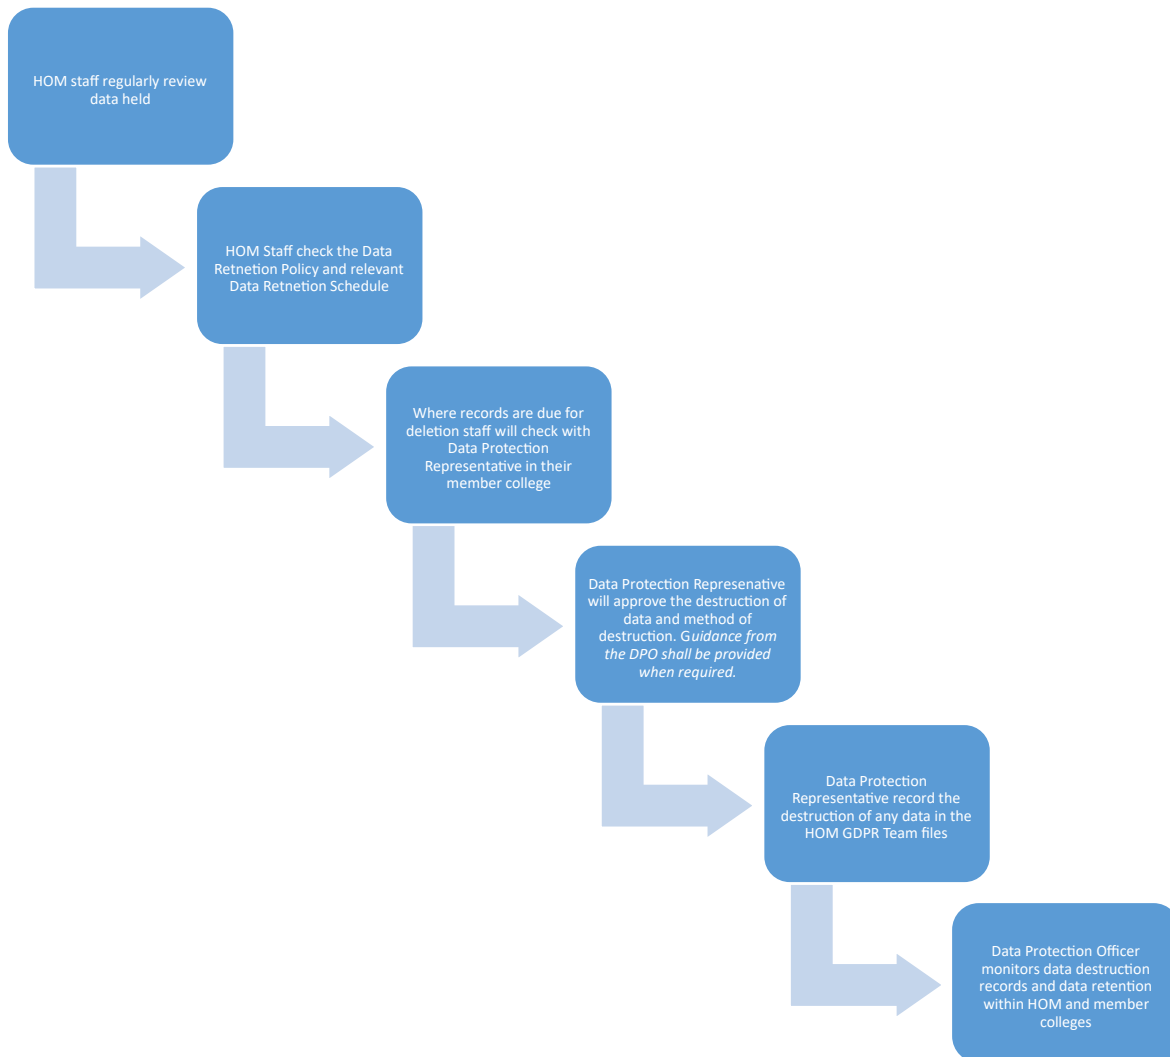 HOM staff regularly review
data held
HOM Staff check the Data
Retnetion Policy and relevant
Data Retnetion Schedule
Where records are due for
deletion staff will check with
Data Protection
Representative in their
member college
Data Protection Represenative
will approve the destruction of
data and method of
destruction. Guidance from
the DPO shall be provided
when required.
Data Protection
Representative record the
destruction of any data in the
HOM GDPR Team files
Data Protection Officer
monitors data destruction
records and data retention
within HOM and member
colleges